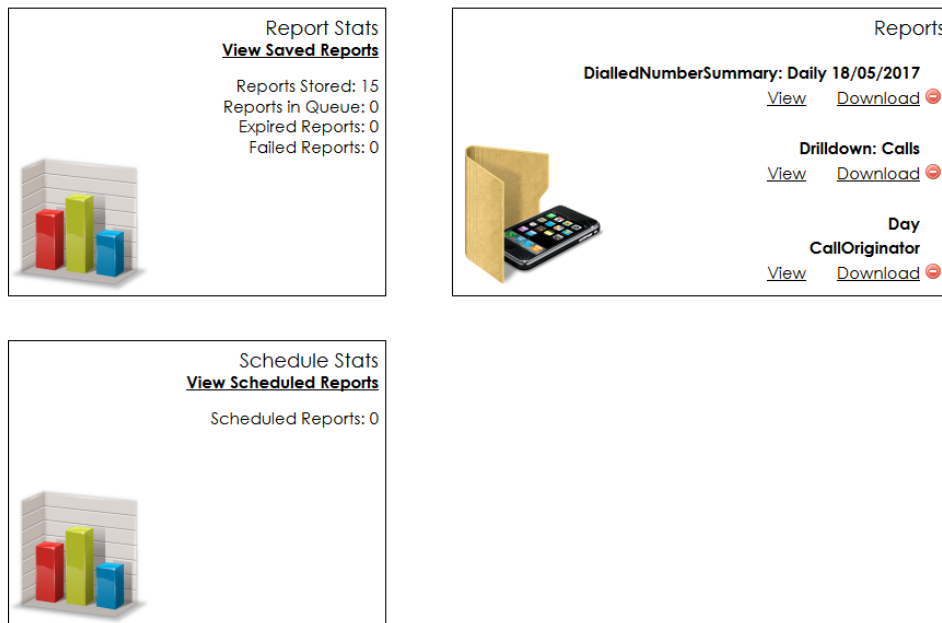 Report Stats
View Saved Reports
Reports Stored: 15
Reports in Queue: 0
Expired Reports: 0
Failed Reports: 0
Reports
DialledNumberSummary: Daily 18/05/2017
View Download
Drilldown: Calls
View Download
Day
CallOriginator
View Download
Schedule Stats
View Scheduled Reports
Scheduled Reports: 0